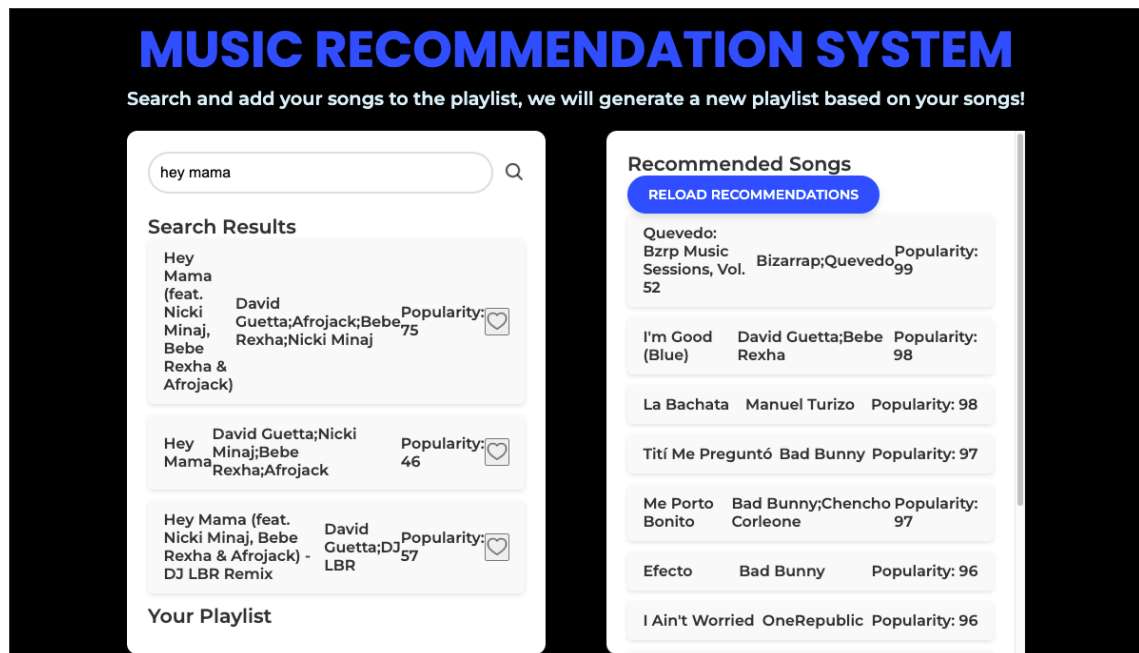 MUSIC RECOMMENDATION SYSTEM
Search and add your songs to the playlist, we will generate a new playlist based on your songs!
hey mama
Search Results
Hey
Mama
(feat.
Nicki
Minaj,
Bebe
Rexha &
Afrojack)
David
Guetta;Afrojack;Bebe
Rexha;Nicki Minaj
Popularity:
75
Hey
Mama
David Guetta;Nicki
Minaj;Bebe
Rexha;Afrojack
Popularity:
46
Hey Mama (feat.
Nicki Minaj, Bebe
Rexha & Afrojack) -
DJ LBR Remix
David
Guetta;DJ
LBR
Popularity:
57
Your Playlist
Recommended Songs
RELOAD RECOMMENDATIONS
Quevedo:
Bzrp Music
Sessions, Vol.
52
Bizarrap;Quevedo
Popularity:
99
I'm Good
(Blue)
David Guetta;Bebe
Rexha
Popularity:
98
La Bachata
Manuel Turizo
Popularity: 98
Tití Me Preguntó
Bad Bunny
Popularity: 97
Me Porto
Bonito
Bad Bunny;Chencho
Corleone
Popularity:
97
Efecto
Bad Bunny
Popularity: 96
I Ain't Worried
OneRepublic
Popularity: 96